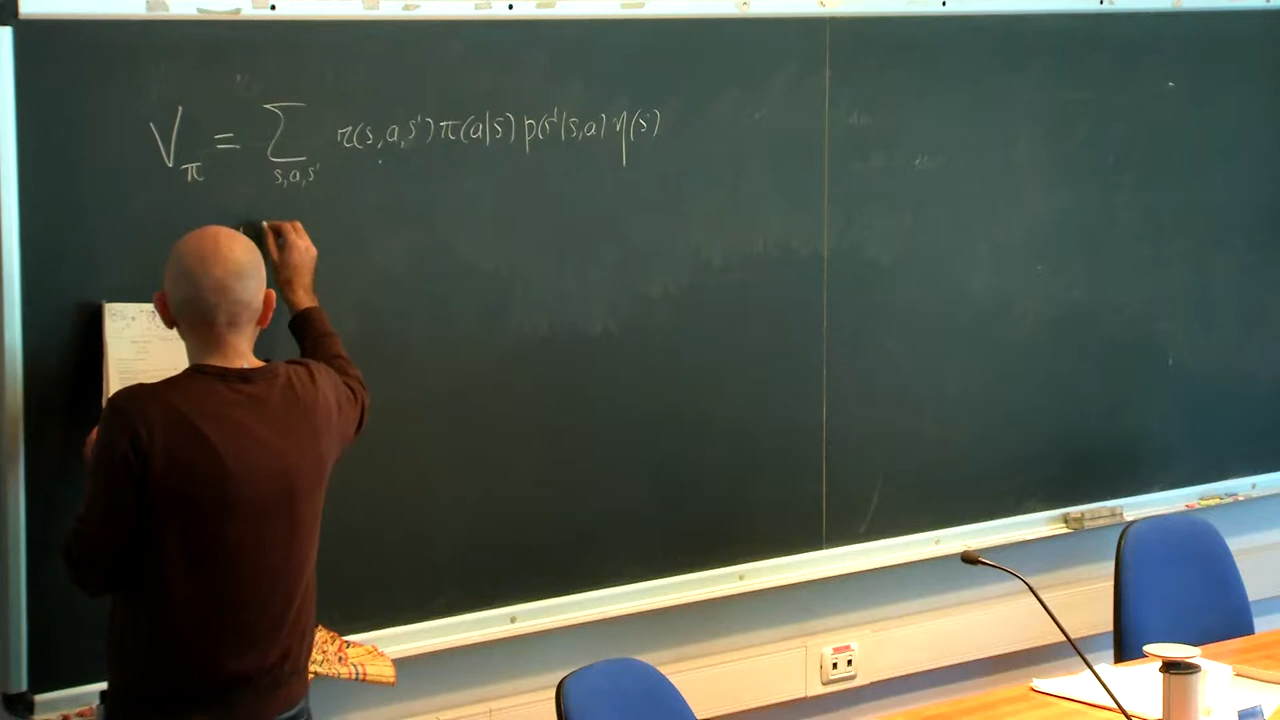 V_π = Σ_{s,a,s'} r(s,a,s') π(a|s) p(s'|s,a) η(s)